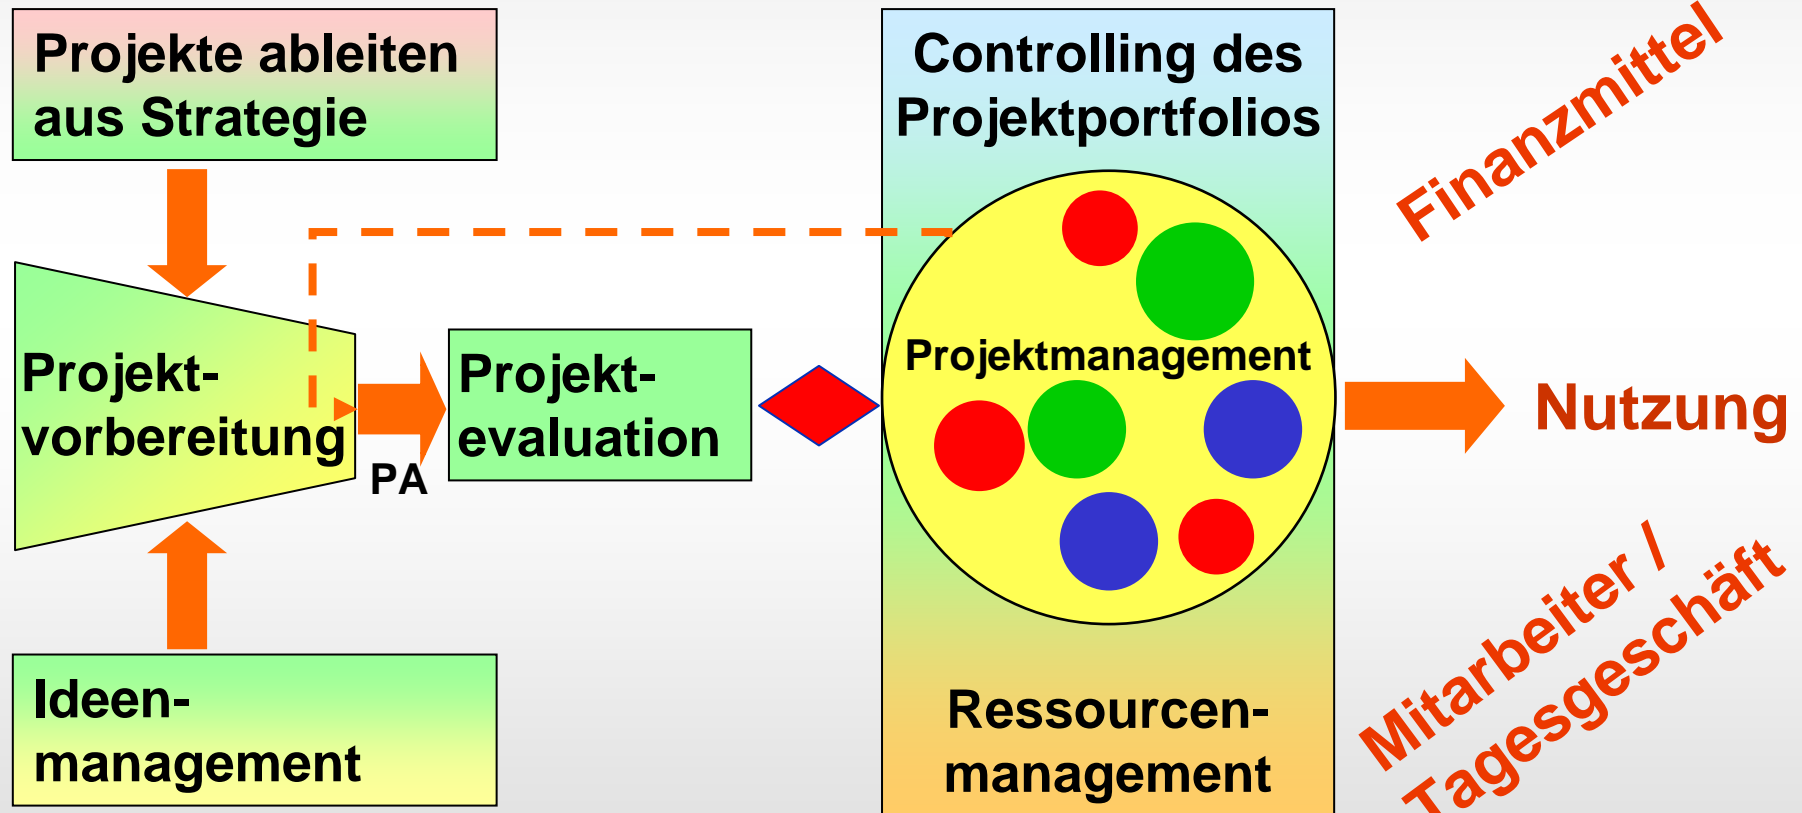 Projekte ableiten
aus Strategie
Controlling des
Projektportfolios
Finanzmittel
Projekt-
vorbereitung
PA
Projekt-
evaluation
Projektmanagement
Nutzung
Ideen-
management
Ressourcen-
management
Mitarbeiter /
Tagesgeschäft